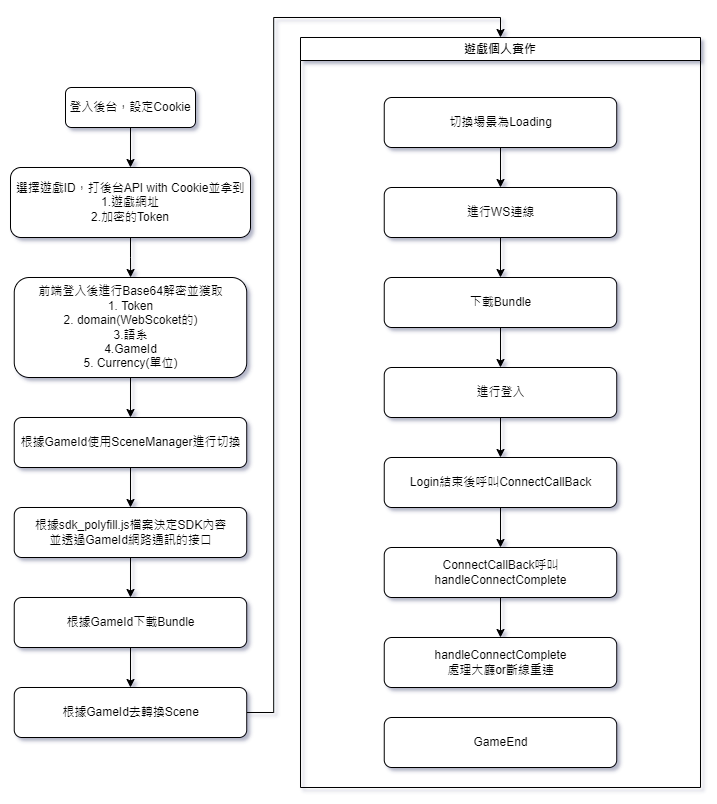 登入後台，設定Cookie
選擇遊戲ID，打後台API with Cookie並拿到
1.遊戲網址
2.加密的Token
前端登入後進行Base64解密並獲取
1. Token
2. domain(WebScoket的)
3.語系
4.GameId
5. Currency(單位)
根據GameId使用SceneManager進行切換
根據sdk_polyfill.js檔案決定SDK內容
並透過GameId網路通訊的接口
根據GameId下載Bundle
根據GameId去轉換Scene
遊戲個人實作
切換場景為Loading
進行WS連線
下載Bundle
進行登入
Login結束後呼叫ConnectCallBack
ConnectCallBack呼叫
handleConnectComplete
handleConnectComplete
處理大廳or斷線重連
GameEnd